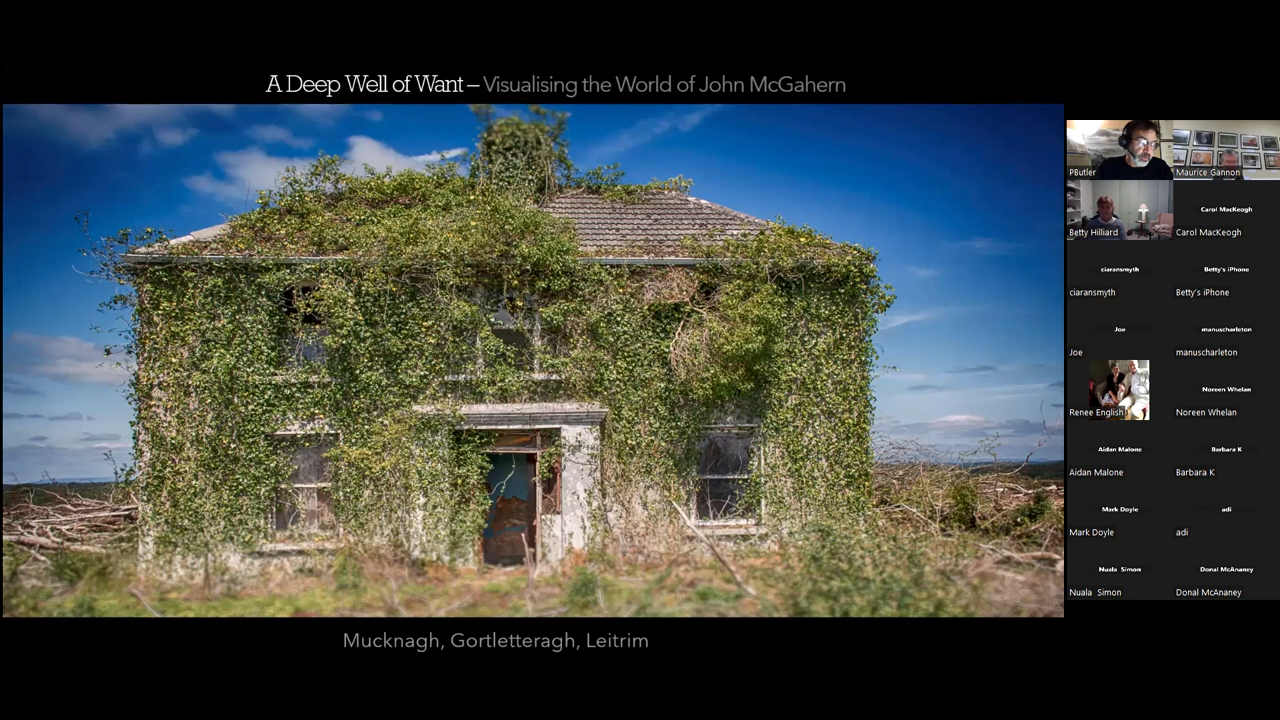 A Deep Well of Want – Visualising the World of John McGahern
Mucknagh, Gortletteragh, Leitrim
PButler
Maurice Gannon
Betty Hilliard
Carol MacKeogh
Carol MacKeogh
ciaransmyth
Betty's iPhone
ciaransmyth
Betty's iPhone
Joe
manuscharleton
Joe
manuscharleton
Noreen Whelan
Renee English
Noreen Whelan
Aidan Malone
Barbara K
Aidan Malone
Barbara K
Mark Doyle
adi
Mark Doyle
adi
Nuala Simon
Donal McAnaney
Nuala Simon
Donal McAnaney